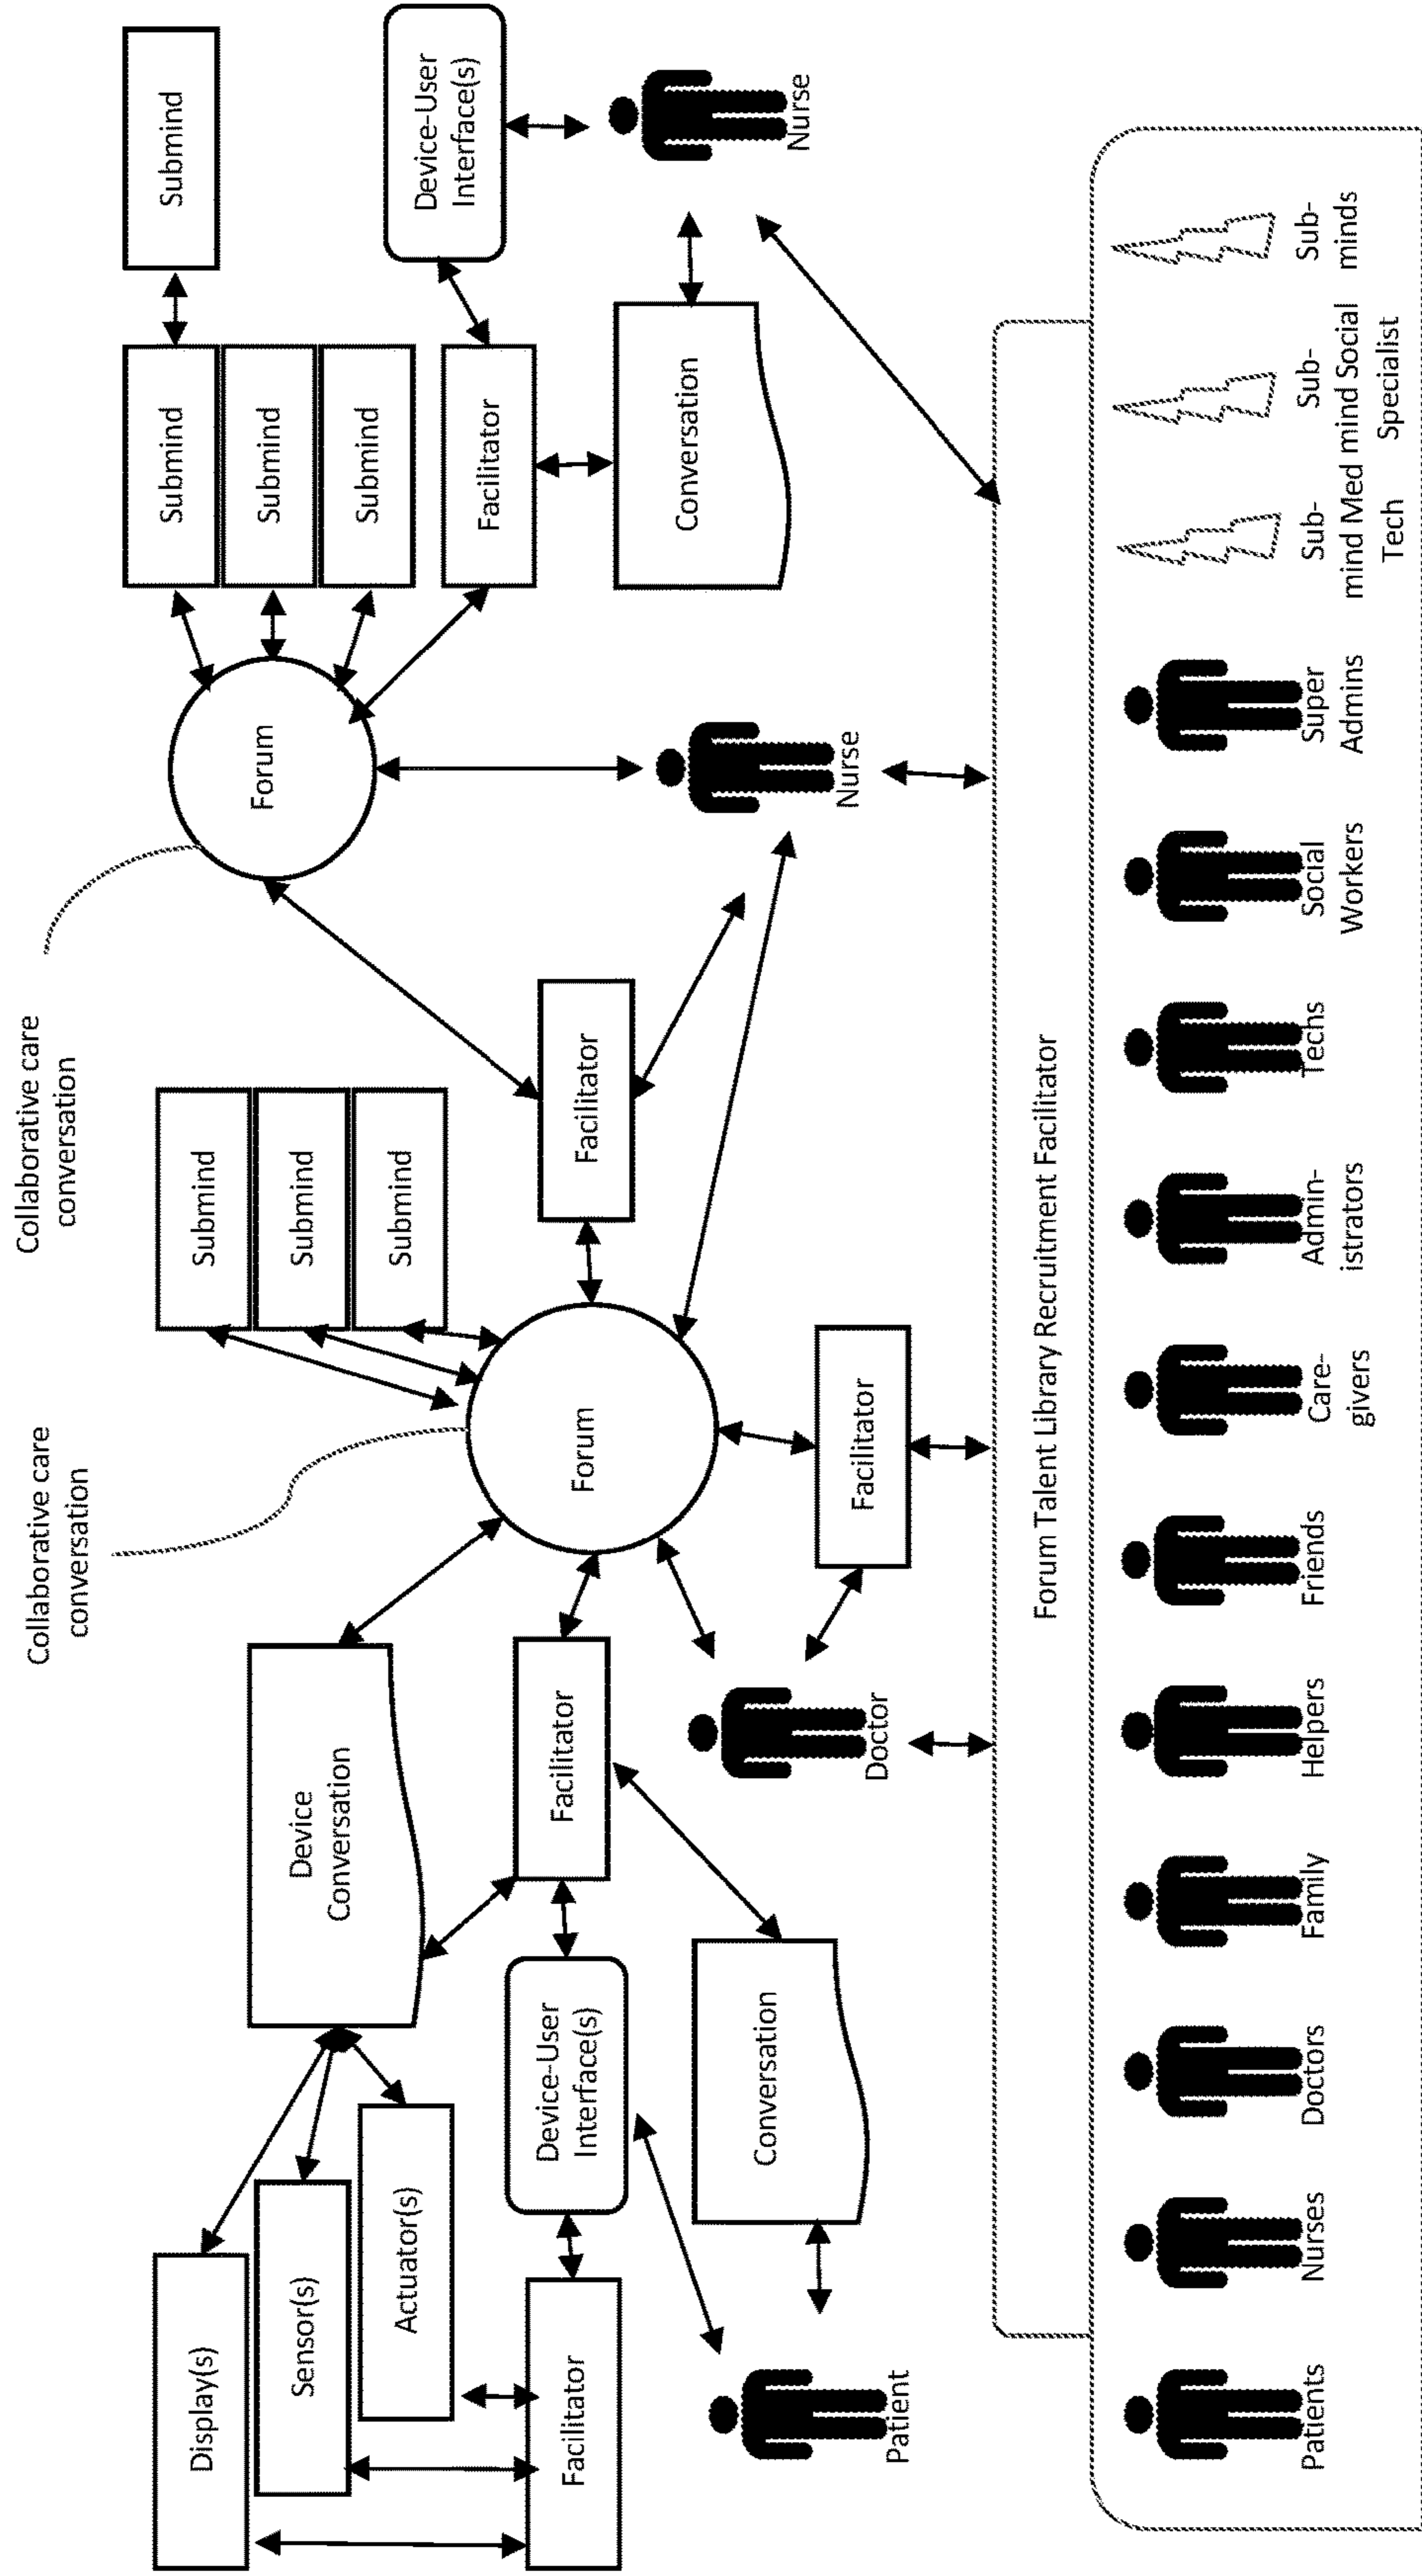 Collaborative care
conversation
Collaborative care
conversation
Display(s)
Sensor(s)
Actuator(s)
Facilitator
Device
Conversation
Device-User
Interface(s)
Facilitator
Conversation
Patient
Doctor
Forum
Submind
Submind
Submind
Facilitator
Facilitator
Forum
Nurse
Submind
Submind
Submind
Submind
Facilitator
Device-User
Interface(s)
Conversation
Nurse
Forum Talent Library Recruitment Facilitator
Patients
Nurses
Doctors
Family
Helpers
Friends
Care-
givers
Admin-
istrators
Techs
Social
Workers
Super
Admins
Sub-
mind Med
Tech
Sub-
mind Social
Specialist
Sub-
minds